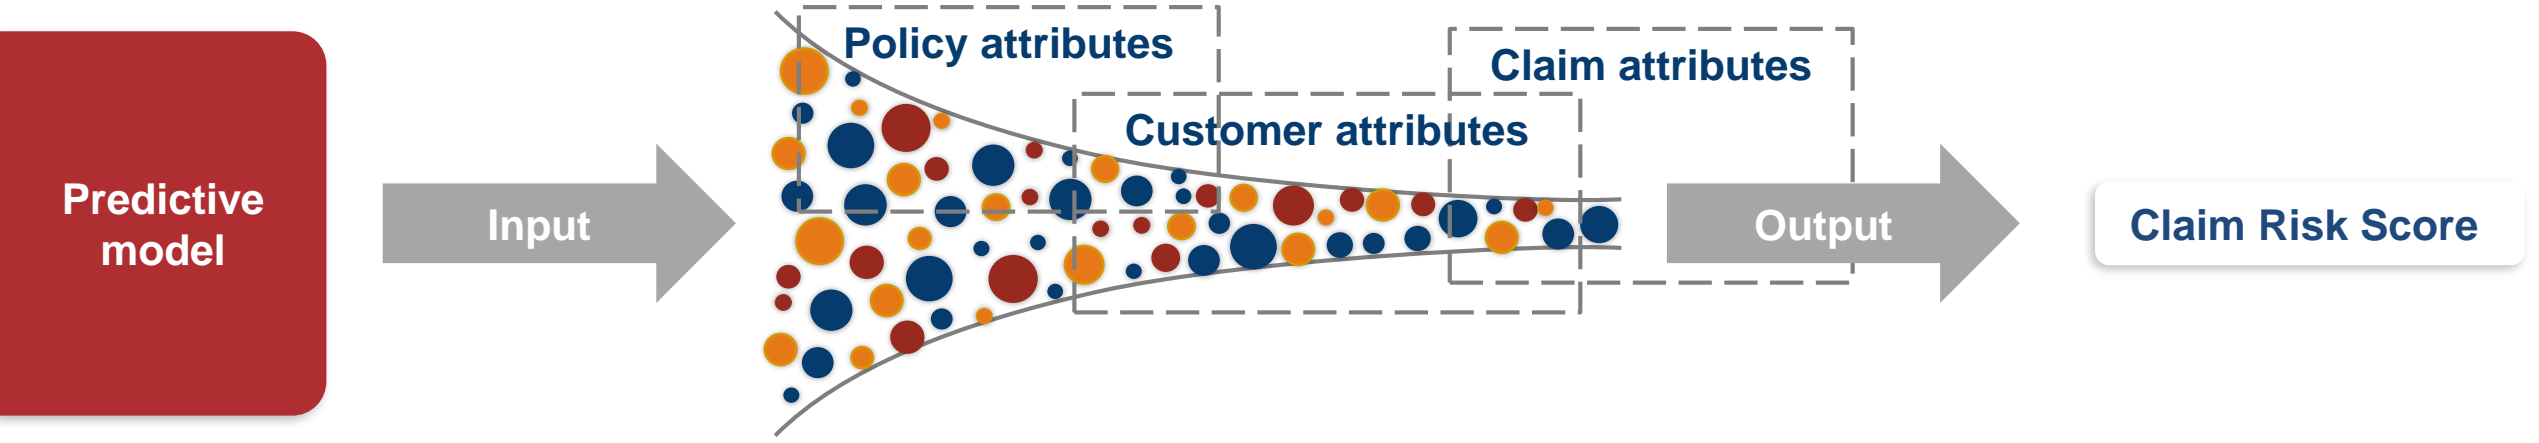 Predictive
model
Input
Policy attributes
Customer attributes
Claim attributes
Output
Claim Risk Score